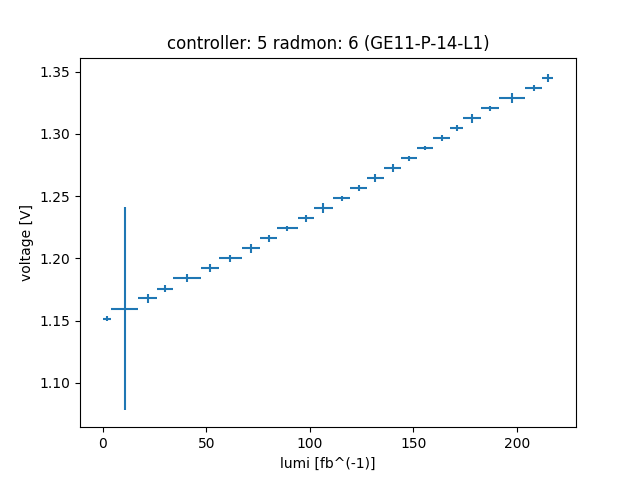 controller: 5 radmon: 6 (GE11-P-14-L1)
1.35
1.30
1.25
1.20
1.15
1.10
voltage [V]
0 50 100 150 200
lumi [fb^(-1)]